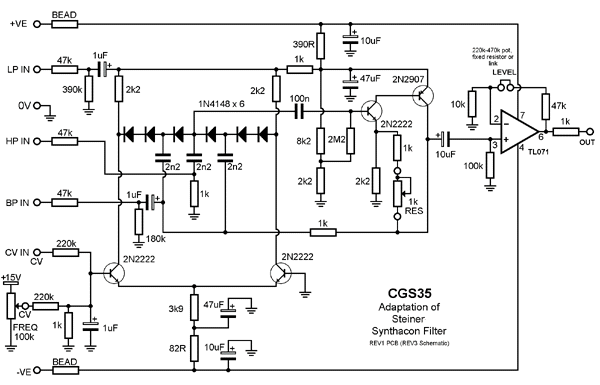 +VE BEAD
390R
10uF
220k-470k pot,
fixed resistor or
link
LP IN 47k 1uF
1k
47uF
2N2907
LEVEL
390k
2k2
2k2
1N4148 x 6
100n
2N2222
10k
47k
0V
7
2
6
3
4
1k
OUT
TL071
HP IN 47k
2n2 2n2 2n2
8k2
2M2
1k
10uF
100k
BP IN 47k
1uF
1k
2k2
2k2
1k
RES
180k
1k
CV IN 220k
CV
2N2222
2N2222
+15V
220k
CV
FREQ
100k
1k
1uF
3k9
47uF
82R
10uF
CGS35
Adaptation of
Steiner
Synthacon Filter
REV1 PCB (REV3 Schematic)
-VE BEAD